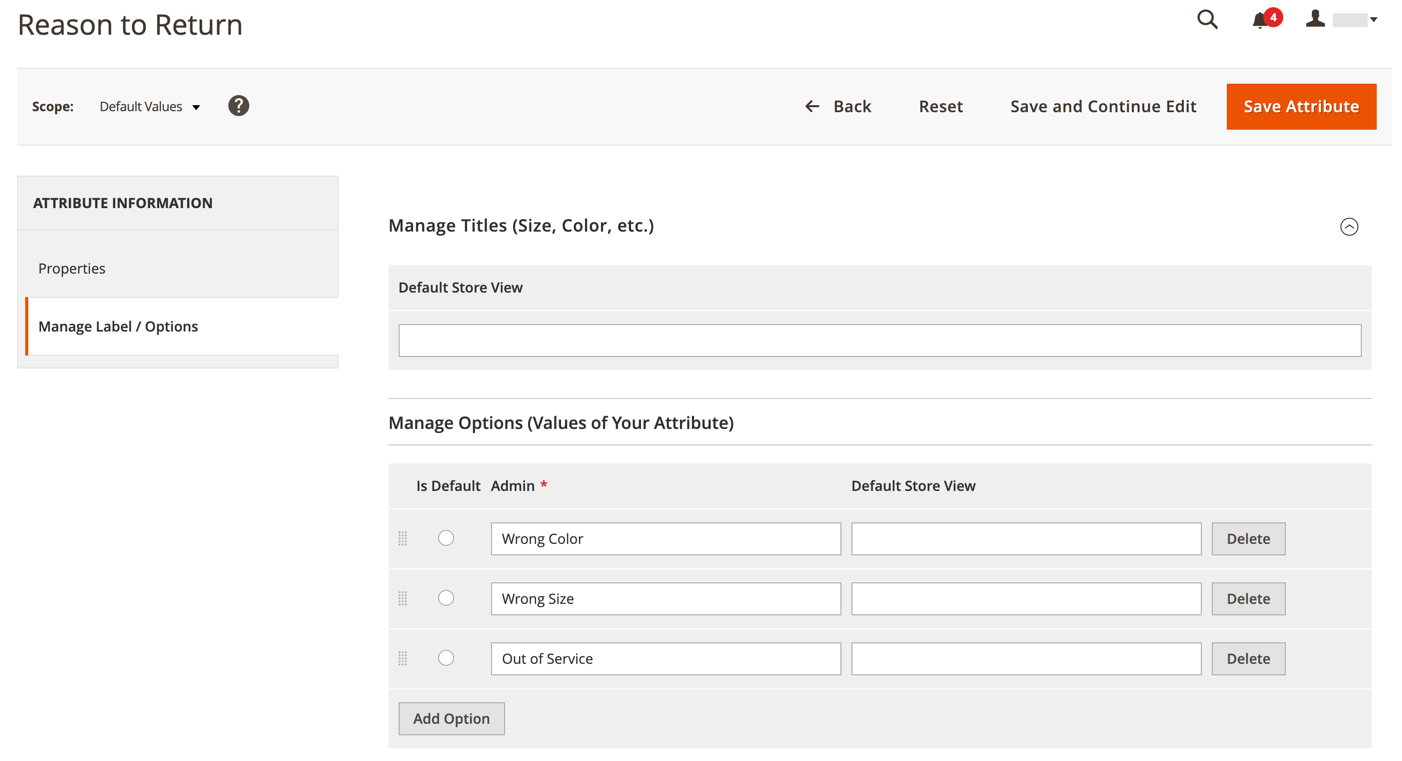 Reason to Return
4
Scope: Default Values ?
Back Reset Save and Continue Edit Save Attribute
ATTRIBUTE INFORMATION
Properties
Manage Label / Options
Manage Titles (Size, Color, etc.)
Default Store View
Manage Options (Values of Your Attribute)
Is Default Admin * Default Store View
Wrong Color Delete
Wrong Size Delete
Out of Service Delete
Add Option